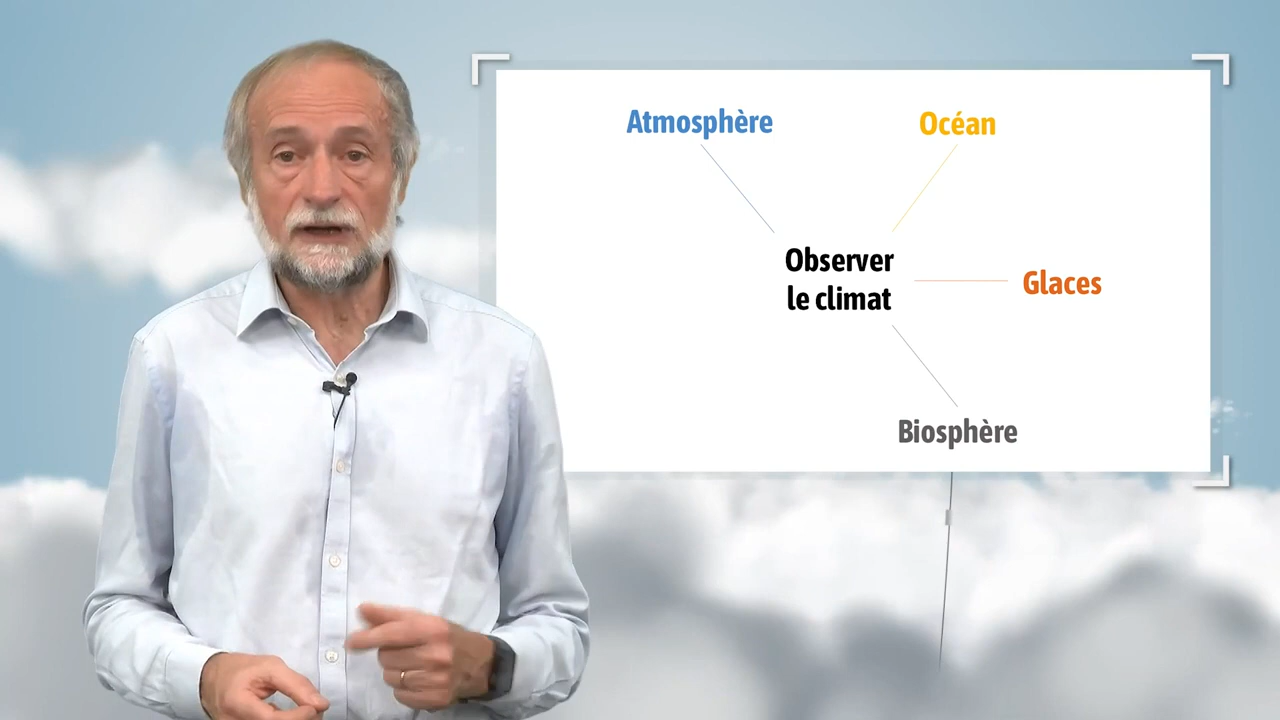 Atmosphère
Océan
Observer
le climat
Glaces
Biosphère